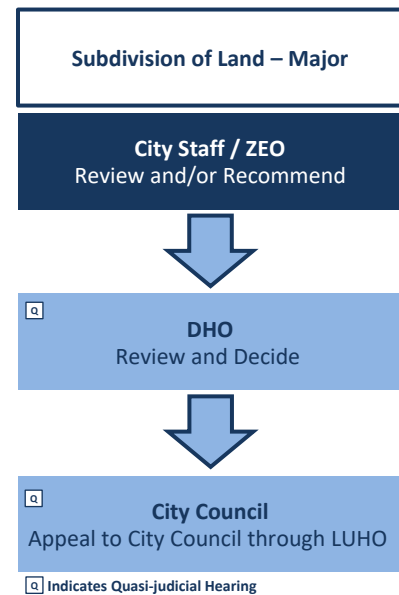 Subdivision of Land – Major
City Staff / ZEO
Review and/or Recommend
Q
DHO
Review and Decide
Q
City Council
Appeal to City Council through LUHO
Q Indicates Quasi-judicial Hearing